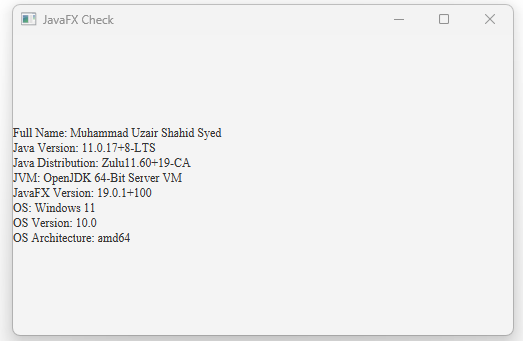 JavaFX Check
Full Name: Muhammad Uzair Shahid Syed
Java Version: 11.0.17+8-LTS
Java Distribution: Zulu11.60+19-CA
JVM: OpenJDK 64-Bit Server VM
JavaFX Version: 19.0.1+100
OS: Windows 11
OS Version: 10.0
OS Architecture: amd64